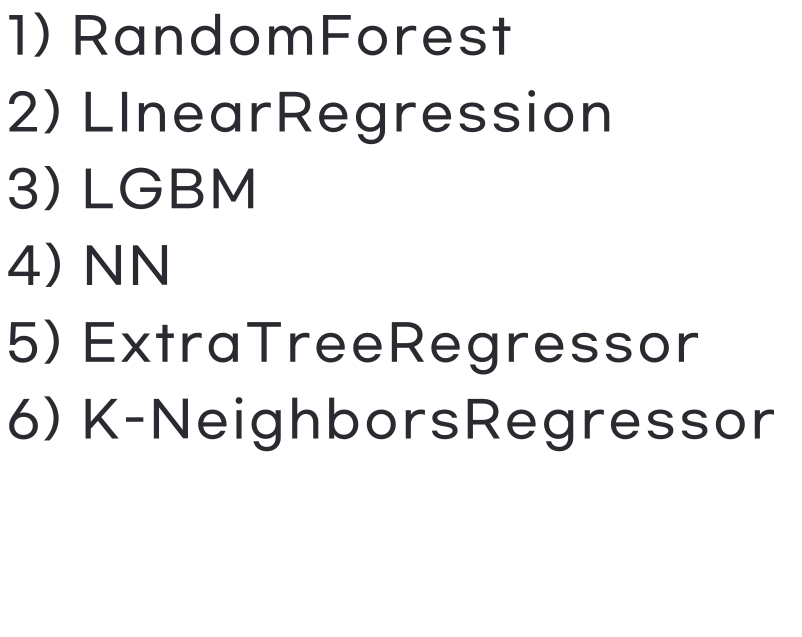 1) RandomForest
2) LInearRegression
3) LGBM
4) NN
5) ExtraTreeRegressor
6) K-NeighborsRegressor